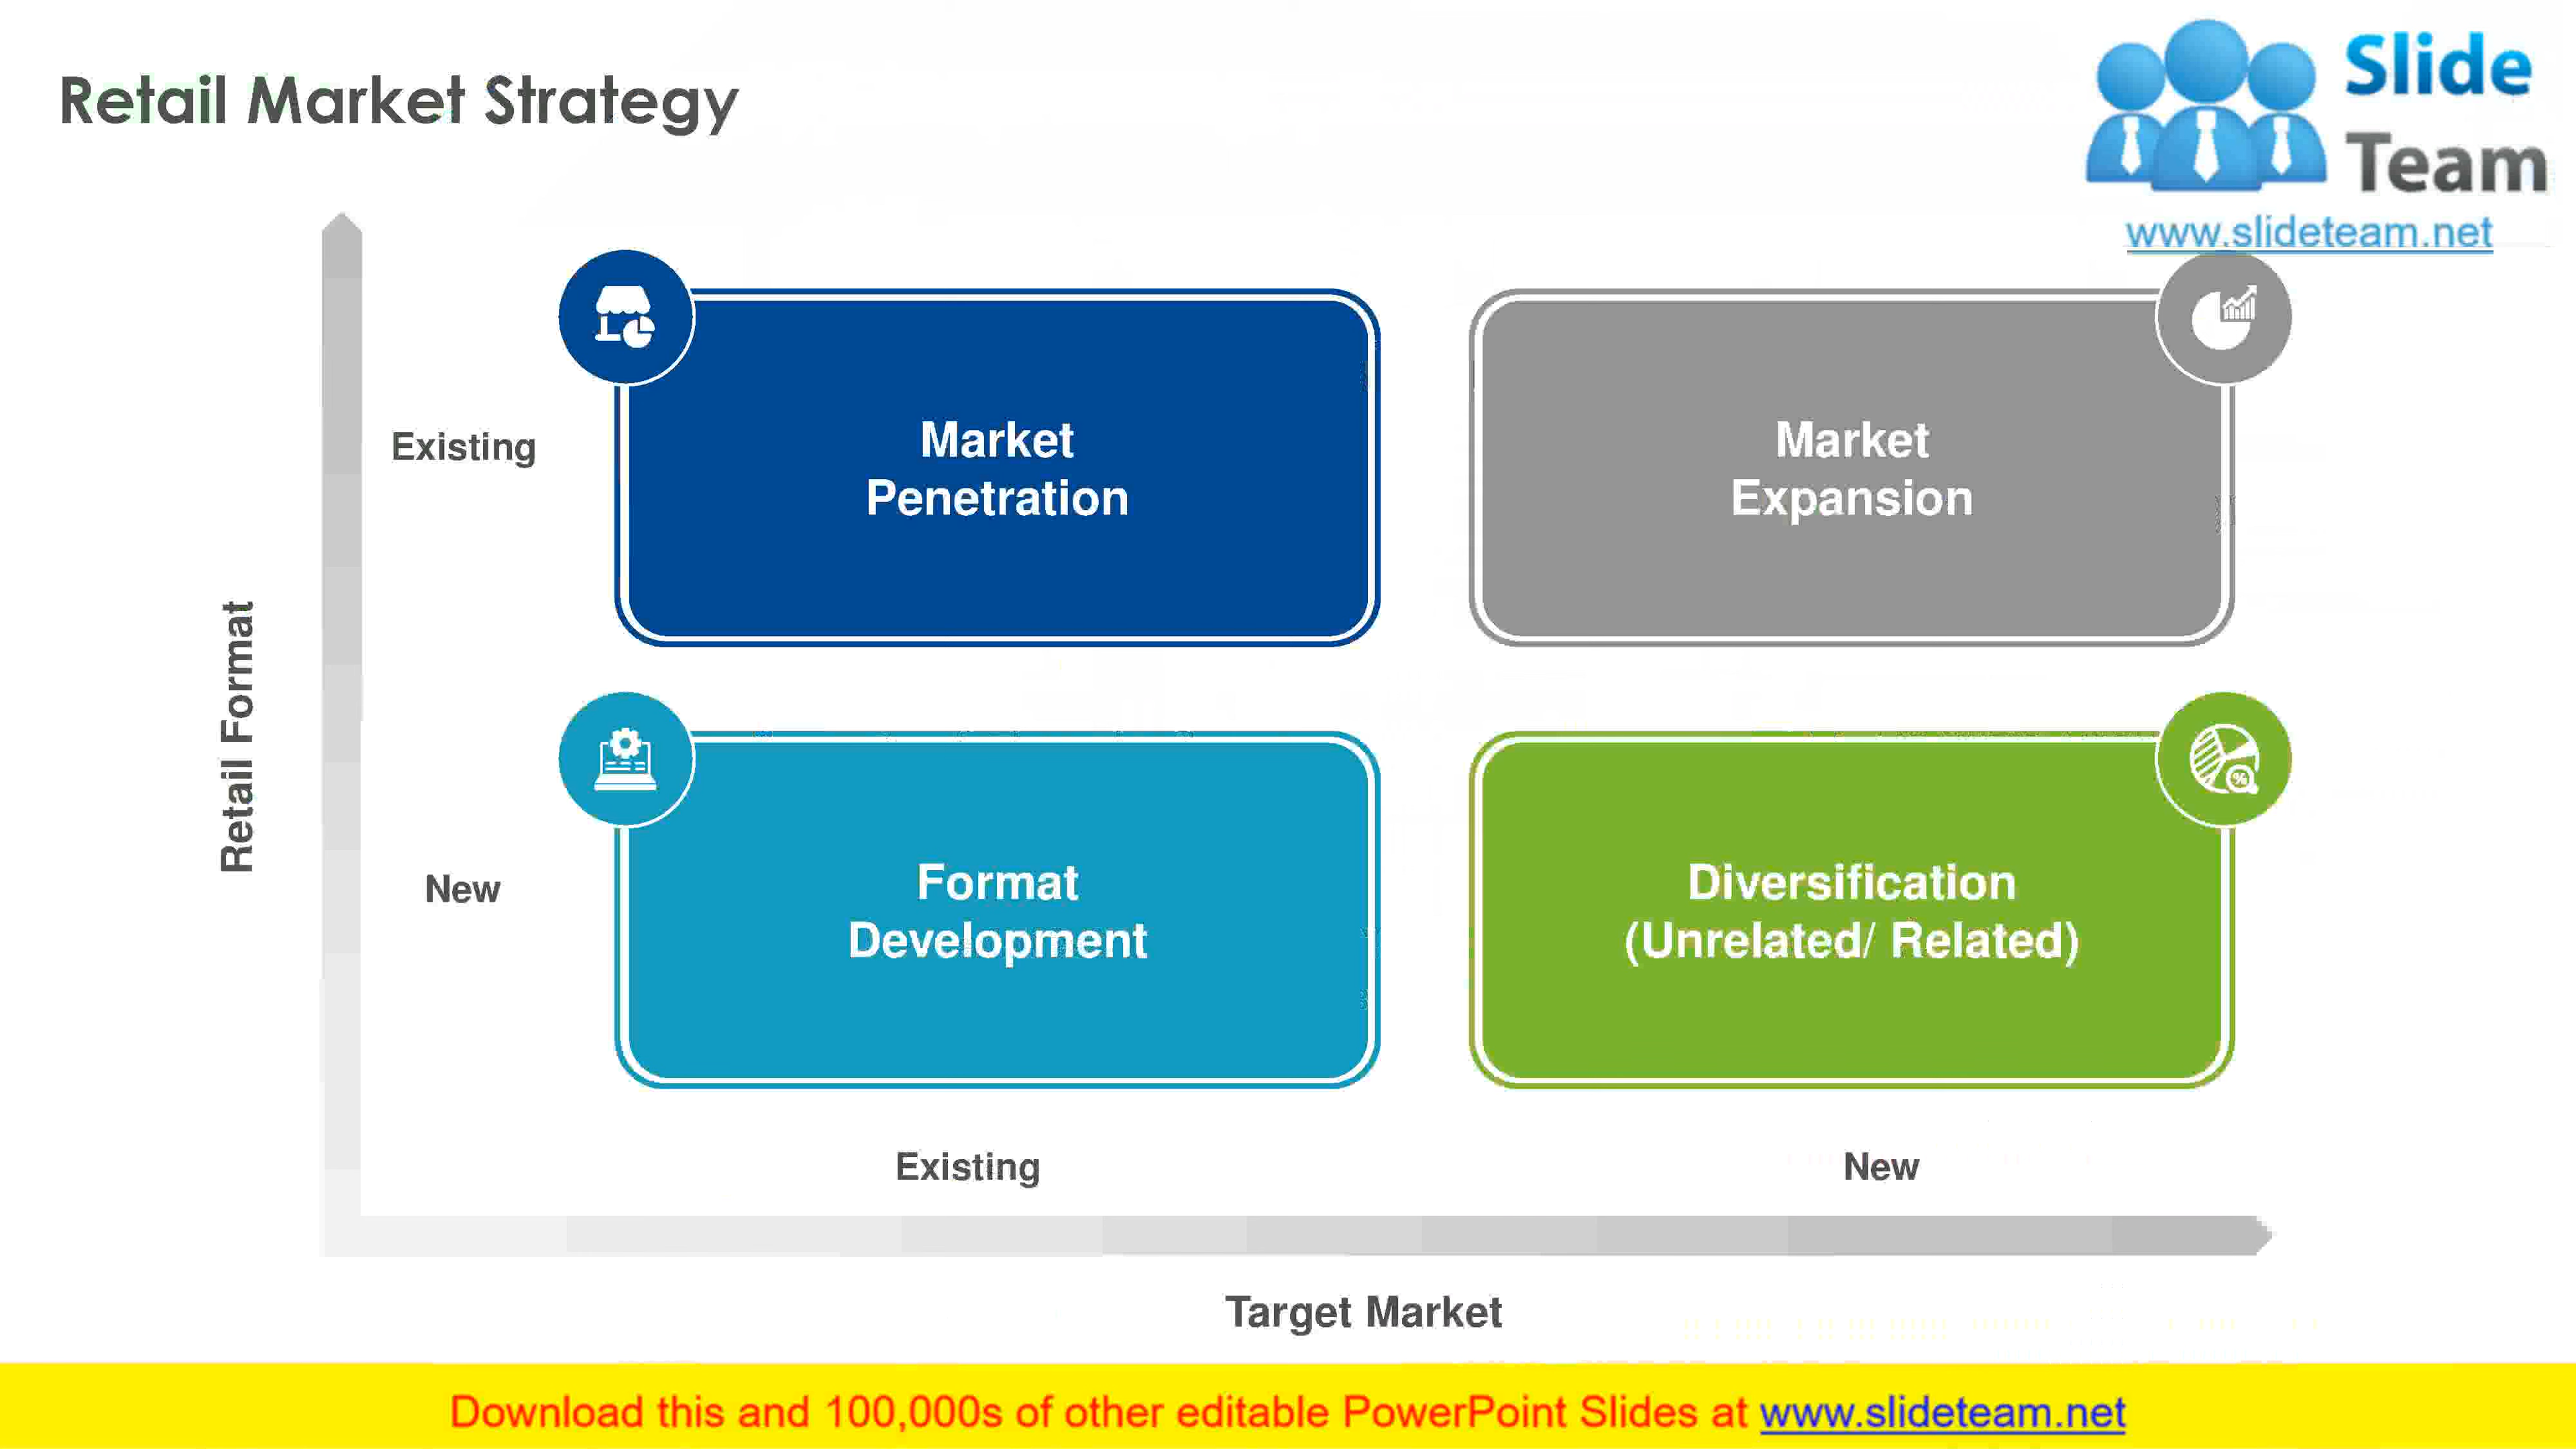 Retail Market Strategy
Slide
Team
www.slideteam.net
Retail Format
Existing
Market
Penetration
Market
Expansion
New
Format
Development
Diversification
(Unrelated/ Related)
%
Existing
New
Target Market
Download this and 100,000s of other editable PowerPoint Slides at www.slideteam.net